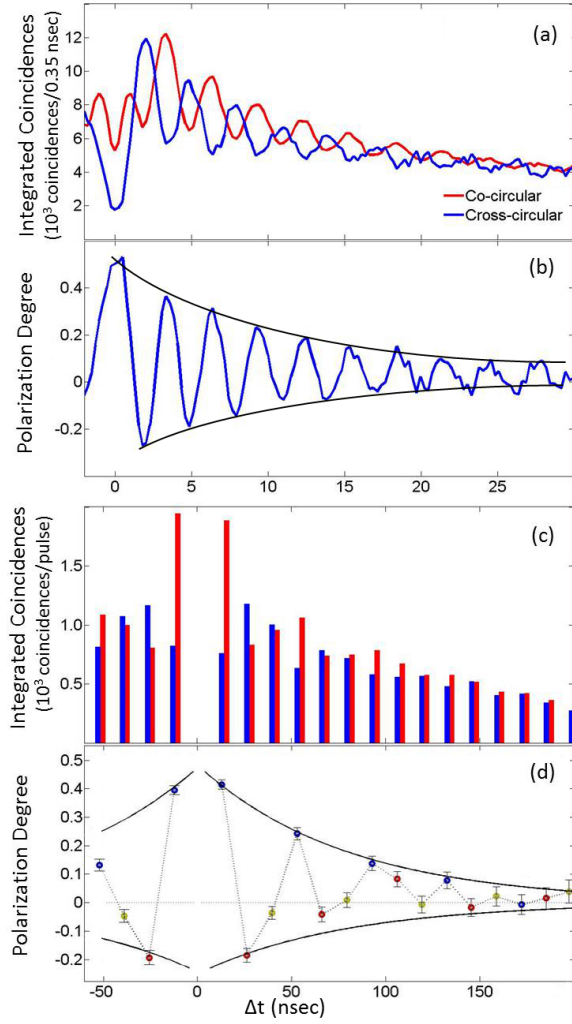 (a)
Integrated Coincidences
(10³ coincidences/0.35 nsec)
12
10
8
6
4
2
Co-circular
Cross-circular
(b)
Polarization Degree
0.4
0.2
0
-0.2
0 5 10 15 20 25
(c)
Integrated Coincidences
(10³ coincidences/pulse)
1.5
1.0
0.5
(d)
Polarization Degree
0.5
0.4
0.3
0.2
0.1
0
-0.1
-0.2
-50 0 50 100 150
Δt (nsec)